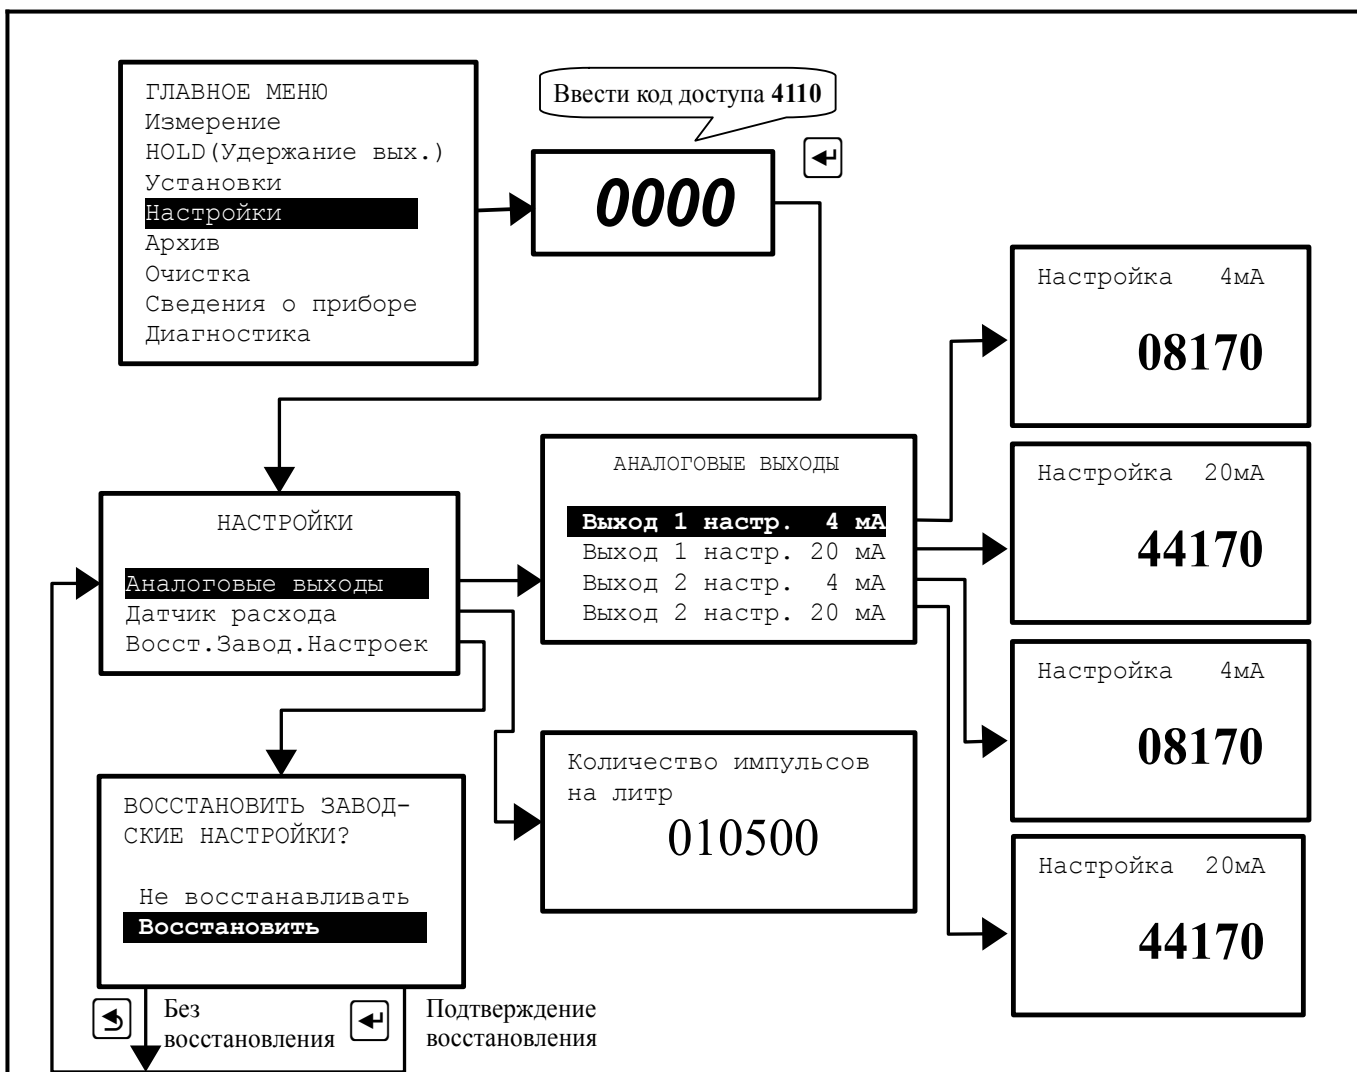 ГЛАВНОЕ МЕНЮ
Измерение
HOLD(Удержание вых.)
Установки
Настройки
Архив
Очистка
Сведения о приборе
Диагностика
Ввести код доступа 4110
0000
НАСТРОЙКИ
Аналоговые выходы
Датчик расхода
Восст.Завод.Настроек
АНАЛОГОВЫЕ ВЫХОДЫ
Выход 1 настр. 4 мА
Выход 1 настр. 20 мА
Выход 2 настр. 4 мА
Выход 2 настр. 20 мА
Настройка 4мА
08170
Настройка 20мА
44170
Настройка 4мА
08170
Настройка 20мА
44170
Количество импульсов
на литр
010500
ВОССТАНОВИТЬ ЗАВОД-
СКИЕ НАСТРОЙКИ?
Не восстанавливать
Восстановить
Без
восстановления
Подтверждение
восстановления